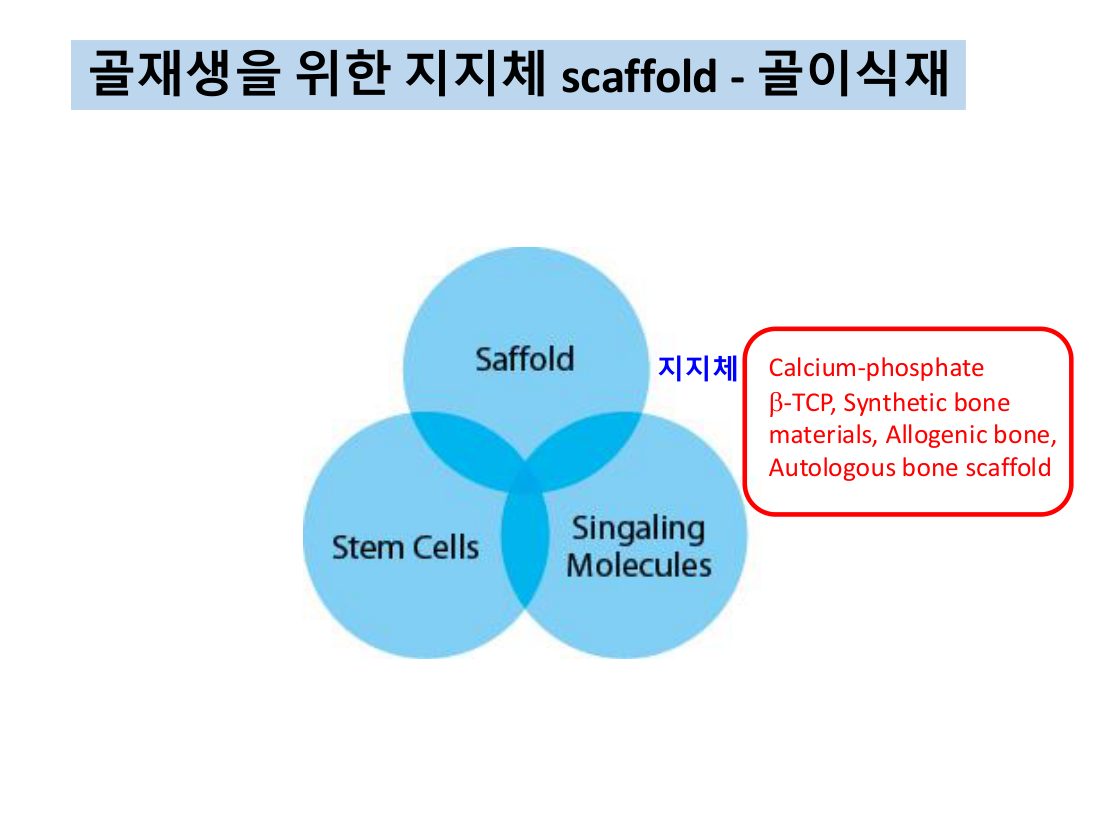 골재생을 위한 지지체 scaffold - 골이식재
Saffold
지지체
Calcium-phosphate
β-TCP, Synthetic bone
materials, Allogenic bone,
Autologous bone scaffold
Stem Cells
Singaling
Molecules